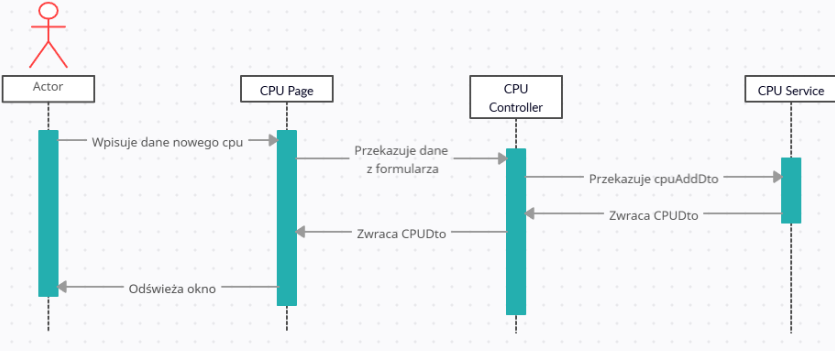 Actor
CPU Page
CPU
Controller
CPU Service
Wpisuje dane nowego cpu
Przekazuje dane
z formularza
Przekazuje cpuAddDto
Zwraca CPUDto
Zwraca CPUDto
Odświeża okno